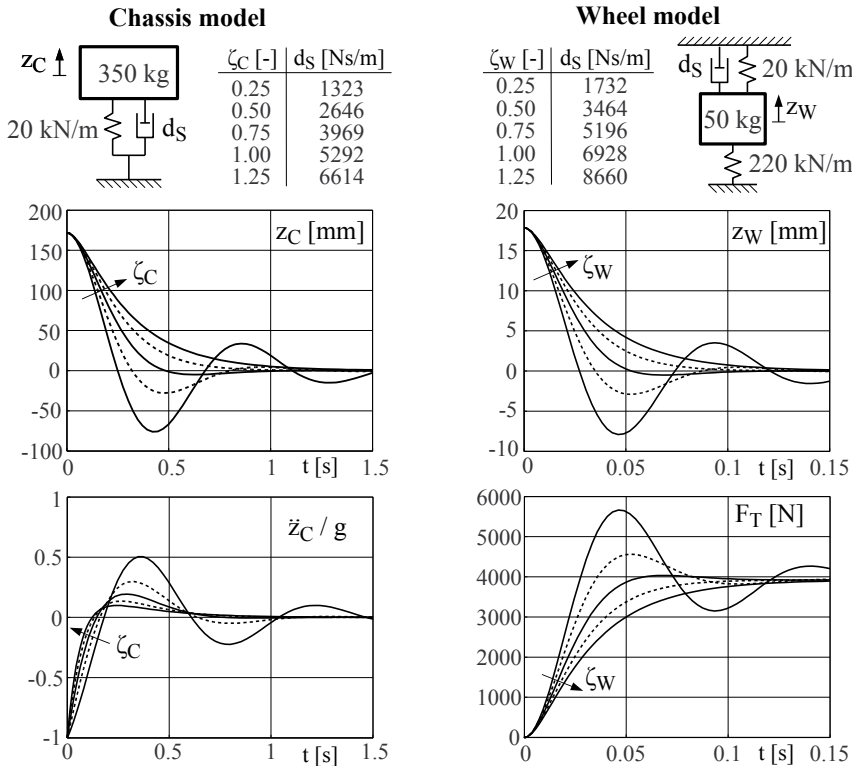 Chassis model
z_C
350 kg
20 kN/m
d_S
ζ_C [-] d_S [Ns/m]
0.25 1323
0.50 2646
0.75 3969
1.00 5292
1.25 6614
Wheel model
ζ_W [-] d_S [Ns/m]
0.25 1732
0.50 3464
0.75 5196
1.00 6928
1.25 8660
d_S
20 kN/m
50 kg
z_W
220 kN/m
z_C [mm]
ζ_C
200
150
100
50
0
-50
-100
0 0.5 1 1.5
t [s]
z_W [mm]
ζ_W
20
15
10
5
0
-5
-10
0 0.05 0.1 0.15
t [s]
z̈_C / g
ζ_C
1
0.5
0
-0.5
-1
0 0.5 1 1.5
t [s]
F_T [N]
ζ_W
6000
5000
4000
3000
2000
1000
0
0 0.05 0.1 0.15
t [s]